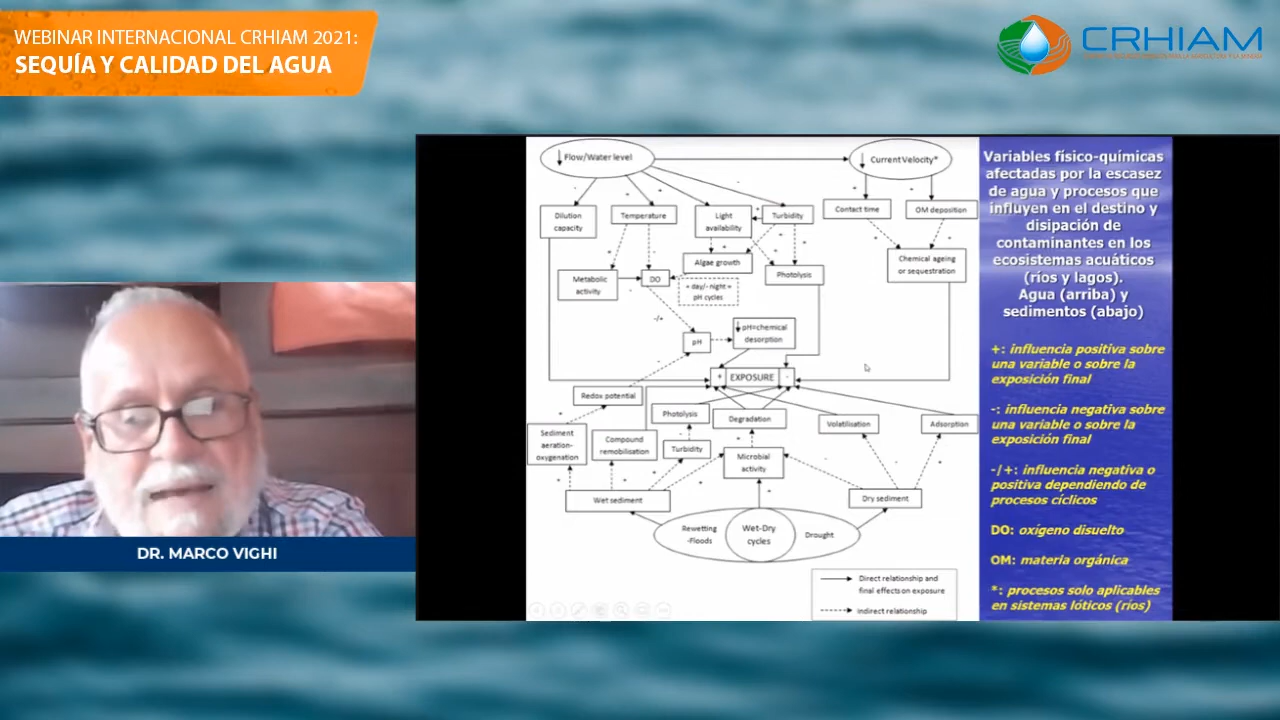 WEBINAR INTERNACIONAL CRHIAM 2021:
SEQUÍA Y CALIDAD DEL AGUA
CRHIAM
DR. MARCO VIGHI
Flow/Water level
Current Velocity*
Dilution
capacity
Temperature
Light
availability
Turbidity
Contact time
OM deposition
Metabolic
activity
DO
Algae growth
Photolysis
Chemical ageing
or sequestration
+ day/- night =
pH cycles
-/+
pH
pH=chemical
desorption
+ EXPOSURE -
Redox potential
Photolysis
Degradation
Volatilisation
Adsorption
Sediment
aeration-
oxygenation
Compound
remobilisation
Turbidity
Microbial
activity
Wet sediment
Dry sediment
Rewetting
-Floods
Wet-Dry
cycles
Drought
Direct relationship and
final effects on exposure
Indirect relationship
Variables físico-químicas
afectadas por la escasez
de agua y procesos que
influyen en el destino y
disipación de
contaminantes en los
ecosistemas acuáticos
(ríos y lagos).
Agua (arriba) y
sedimentos (abajo)
+: influencia positiva sobre
una variable o sobre la
exposición final
-: influencia negativa sobre
una variable o sobre la
exposición final
-/+: influencia negativa o
positiva dependiendo de
procesos cíclicos
DO: oxígeno disuelto
OM: materia orgánica
*: procesos solo aplicables
en sistemas lóticos (ríos)